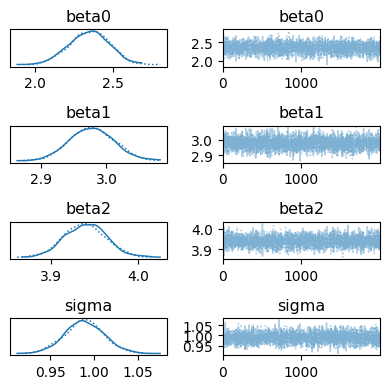 beta0 beta0
2.5
2.0
2.0 2.5 0 1000
beta1 beta1
3.0
2.9
2.9 3.0 0 1000
beta2 beta2
4.0
3.9
3.9 4.0 0 1000
sigma sigma
1.05
1.00
0.95
0.95 1.00 1.05 0 1000